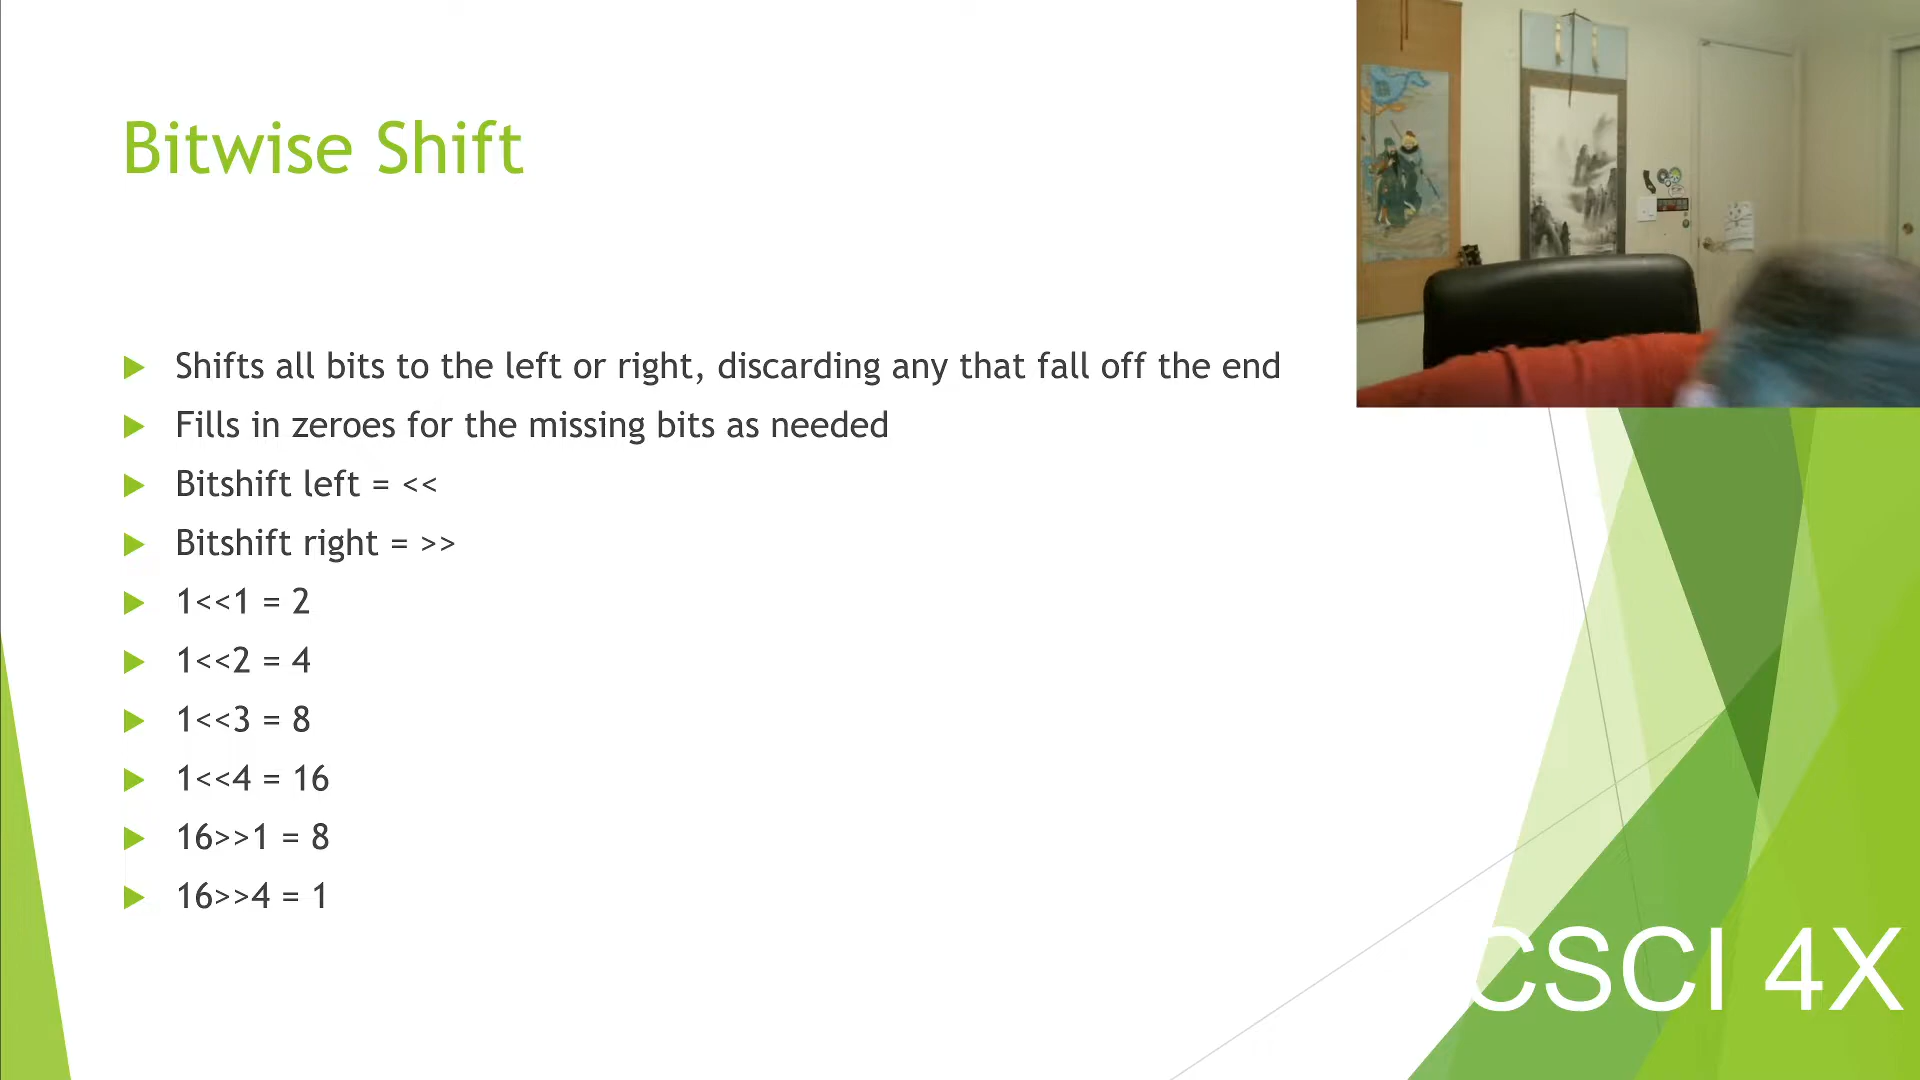 Bitwise Shift
Shifts all bits to the left or right, discarding any that fall off the end
Fills in zeroes for the missing bits as needed
Bitshift left = <<
Bitshift right = >>
1<<1 = 2
1<<2 = 4
1<<3 = 8
1<<4 = 16
16>>1 = 8
16>>4 = 1
CSCI 4X